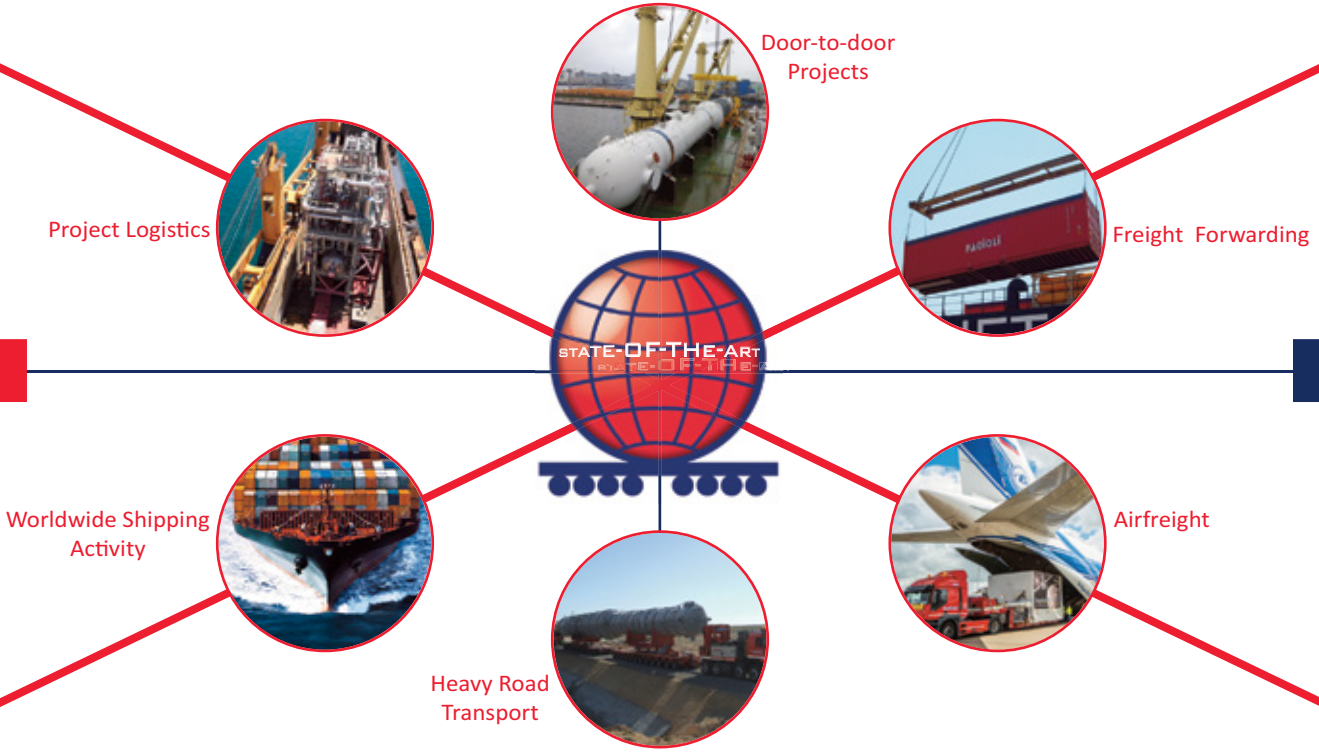 Door-to-door
Projects
Project Logistics
Freight Forwarding
STATE-OF-THE-ART
Worldwide Shipping
Activity
Airfreight
Heavy Road
Transport